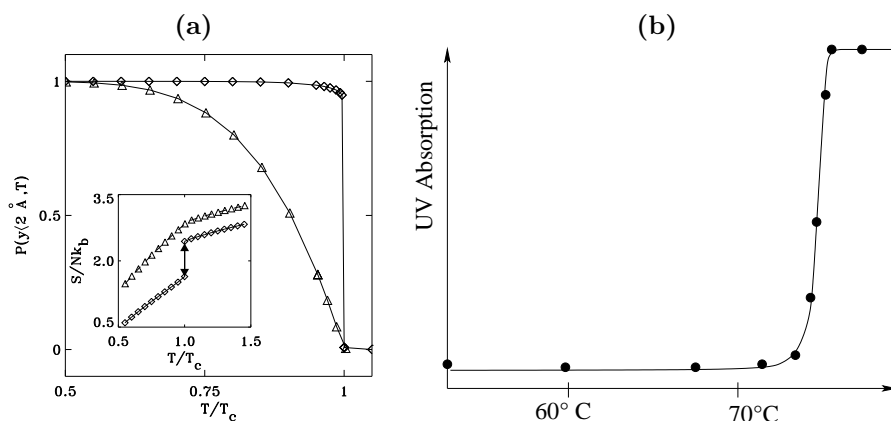 (a)
P(y<2 Å,T)
1
0.5
0
0.5
0.75
1
T/T_c
S/Nk_b
3.5
2.0
0.5
0.5
1.0
1.5
T/T_c
(b)
UV Absorption
60° C
70°C